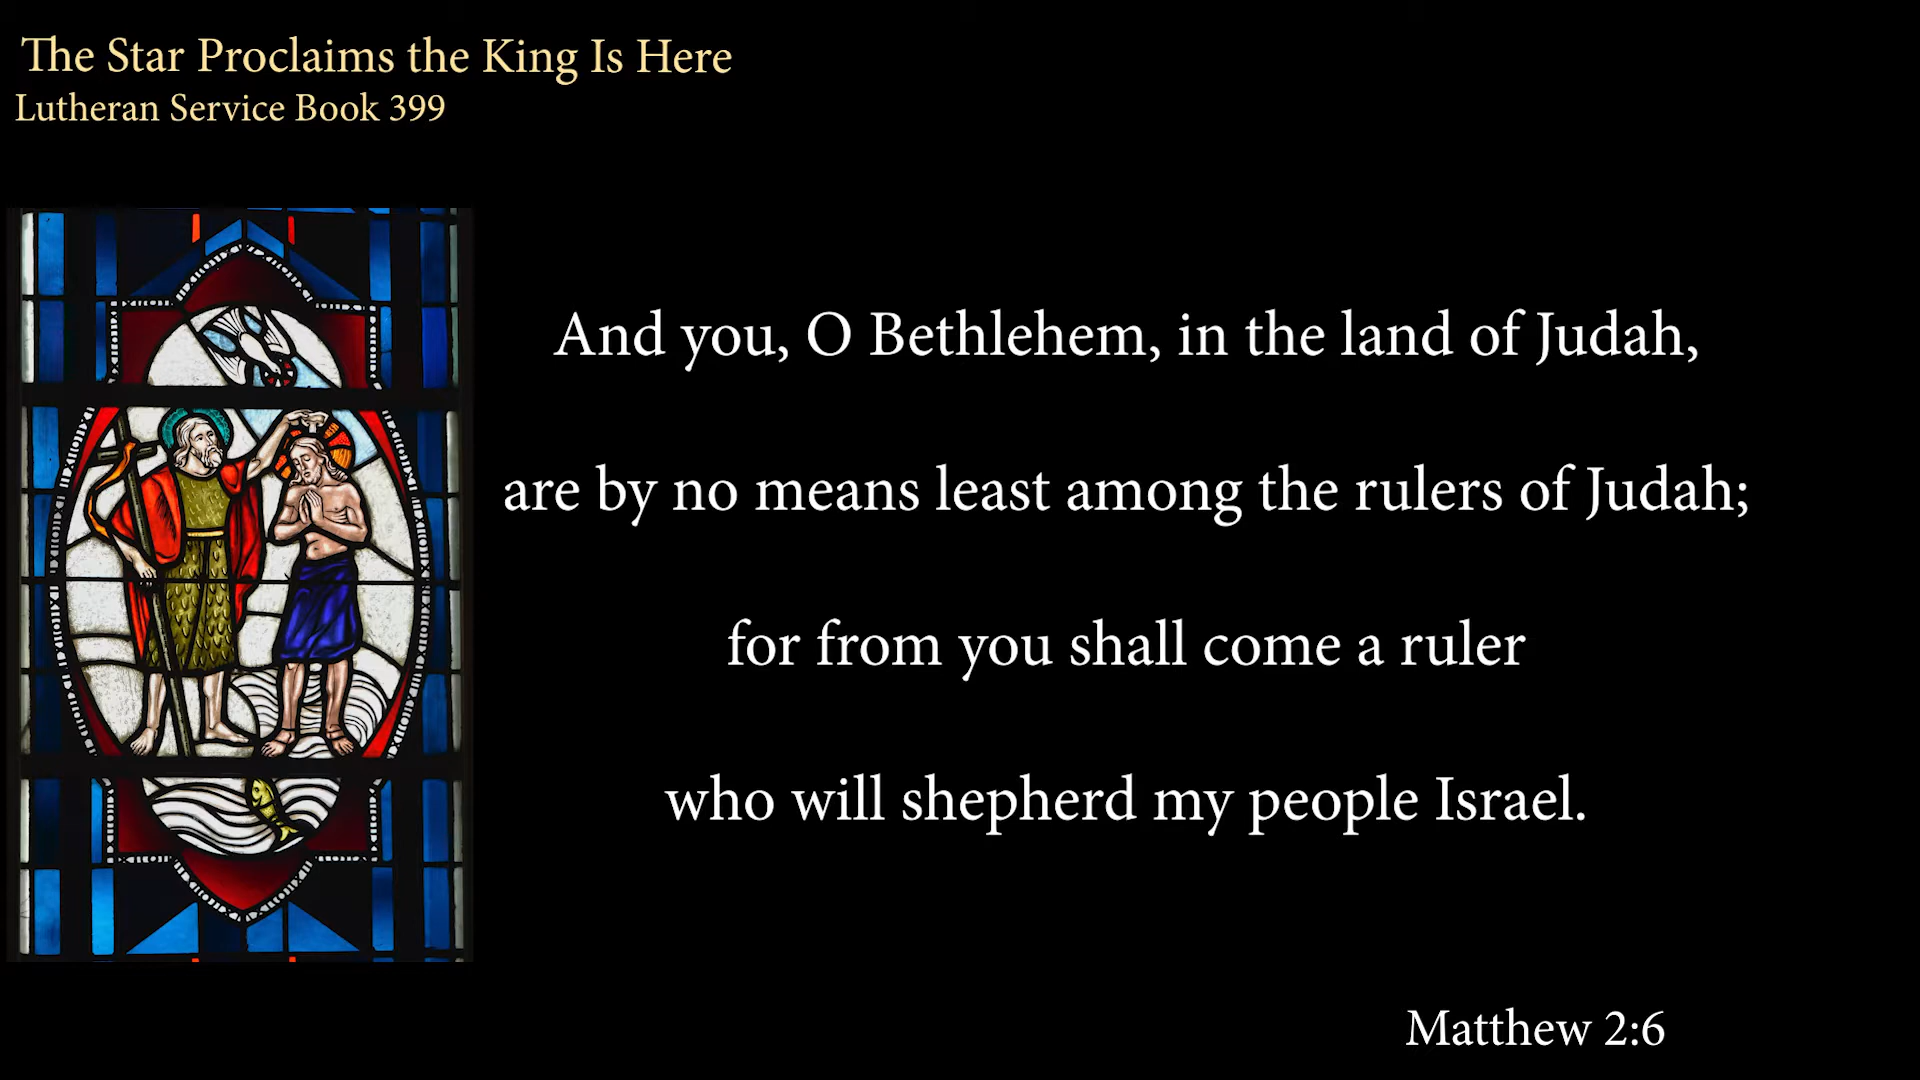 The Star Proclaims the King Is Here
Lutheran Service Book 399
And you, O Bethlehem, in the land of Judah,
are by no means least among the rulers of Judah;
for from you shall come a ruler
who will shepherd my people Israel.
Matthew 2:6